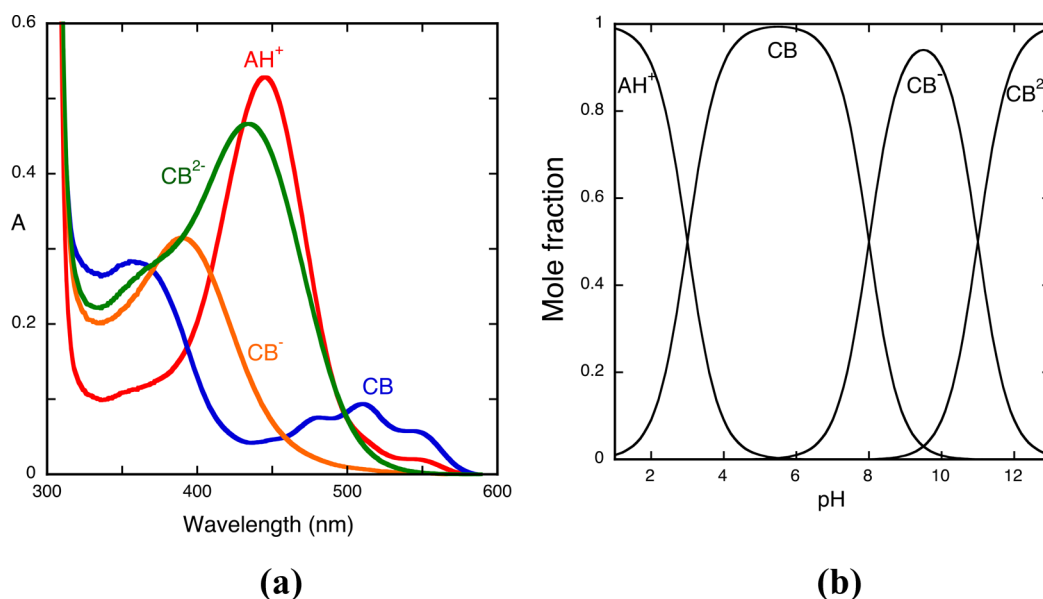 0.6
0.4
A
0.2
0
300
400
500
600
Wavelength (nm)
AH⁺
CB²⁻
CB⁻
CB
(a)
1
0.8
0.6
0.4
0.2
0
Mole fraction
2
4
6
8
10
12
pH
AH⁺
CB
CB⁻
CB²
(b)